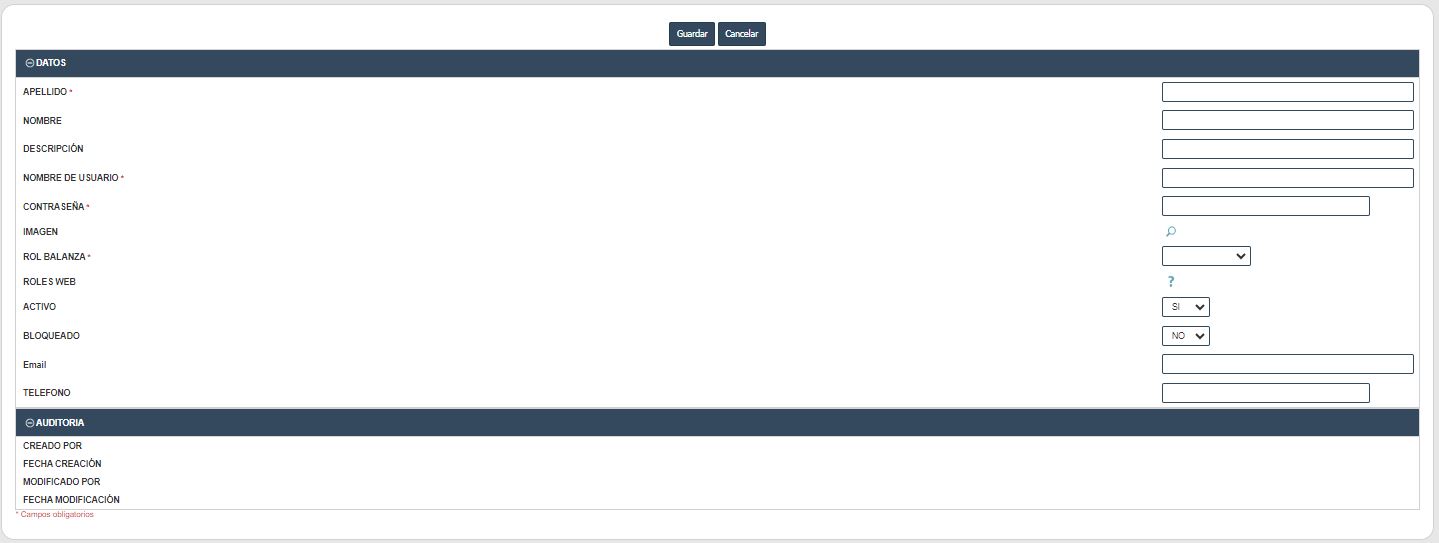 Guardar Cancelar
DATOS
APELLIDO *
NOMBRE
DESCRIPCIÓN
NOMBRE DE USUARIO *
CONTRASEÑA *
IMAGEN
ROL BALANZA *
ROLES WEB ?
ACTIVO SI
BLOQUEADO NO
Email
TELEFONO
AUDITORIA
CREADO POR
FECHA CREACIÓN
MODIFICADO POR
FECHA MODIFICACIÓN
* Campos obligatorios